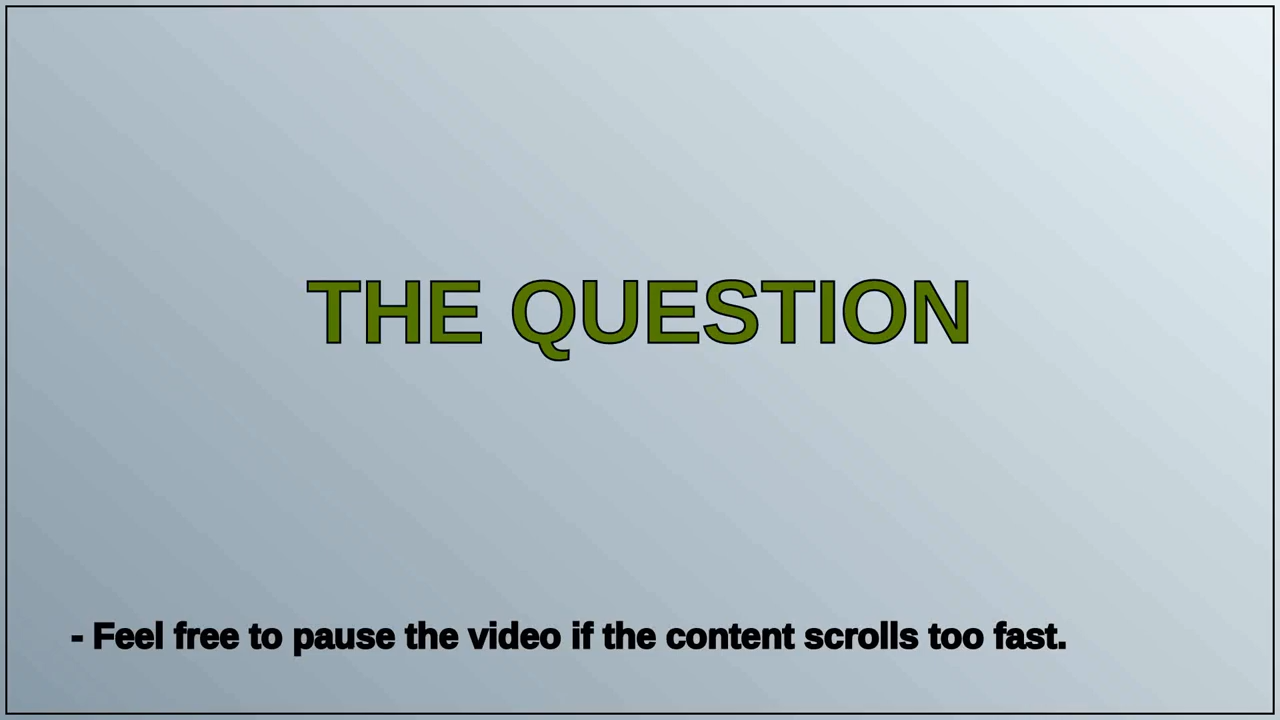 THE QUESTION
- Feel free to pause the video if the content scrolls too fast.